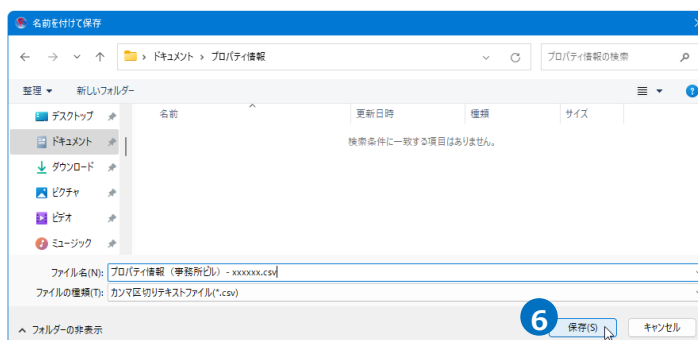 名前を付けて保存
ドキュメント › プロパティ情報
プロパティ情報の検索
整理 新しいフォルダー
名前 更新日時 種類 サイズ
検索条件に一致する項目はありません。
デスクトップ
ドキュメント
ダウンロード
ピクチャ
ビデオ
ミュージック
ファイル名(N): プロパティ情報（事務所ビル）- xxxxxx.csv
ファイルの種類(T): カンマ区切りテキストファイル(*.csv)
フォルダーの非表示
6
保存(S) キャンセル